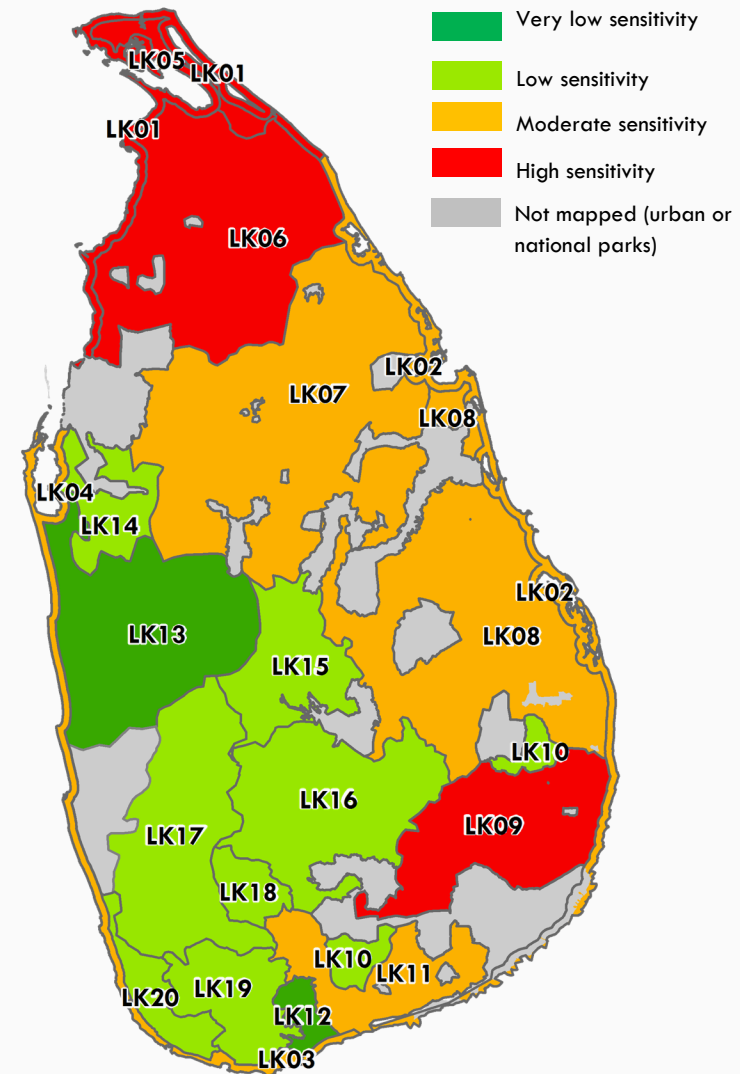 Very low sensitivity
Low sensitivity
Moderate sensitivity
High sensitivity
Not mapped (urban or
national parks)
LK05
LK01
LK01
LK06
LK02
LK07
LK08
LK04
LK14
LK02
LK13
LK08
LK15
LK10
LK16
LK09
LK17
LK18
LK10
LK11
LK19
LK20
LK12
LK03